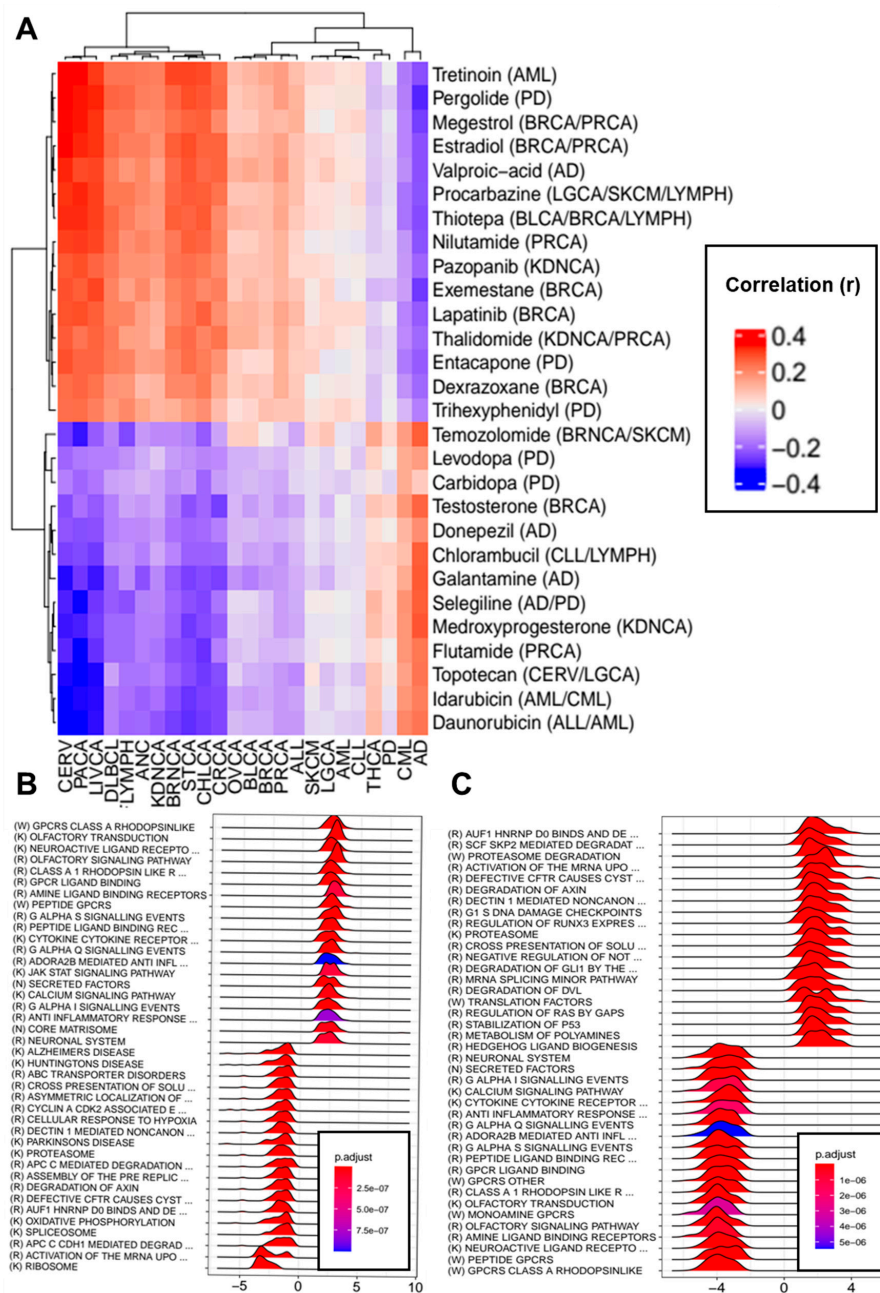 A
Tretinoin (AML)
Pergolide (PD)
Megestrol (BRCA/PRCA)
Estradiol (BRCA/PRCA)
Valproic-acid (AD)
Procarbazine (LGCA/SKCM/LYMPH)
Thiotepa (BLCA/BRCA/LYMPH)
Nilutamide (PRCA)
Pazopanib (KDNCA)
Exemestane (BRCA)
Lapatinib (BRCA)
Thalidomide (KDNCA/PRCA)
Entacapone (PD)
Dexrazoxane (BRCA)
Trihexyphenidyl (PD)
Temozolomide (BRNCA/SKCM)
Levodopa (PD)
Carbidopa (PD)
Testosterone (BRCA)
Donepezil (AD)
Chlorambucil (CLL/LYMPH)
Galantamine (AD)
Selegiline (AD/PD)
Medroxyprogesterone (KDNCA)
Flutamide (PRCA)
Topotecan (CERV/LGCA)
Idarubicin (AML/CML)
Daunorubicin (ALL/AML)
Correlation (r)
0.4
0.2
0
-0.2
-0.4
CERV
PACA
LIVCA
DLBCL
LYMPH
ANC
KDNCA
BRNCA
STCA
CHLCA
CRCA
OVCA
BLCA
BRCA
PRCA
ALL
SKCM
LGCA
AML
CLL
THCA
PD
CML
AD
B
(W) GPCRS CLASS A RHODOPSINLIKE
(K) OLFACTORY TRANSDUCTION
(K) NEUROACTIVE LIGAND RECEPTO ...
(R) OLFACTORY SIGNALING PATHWAY
(R) CLASS A 1 RHODOPSIN LIKE R ...
(R) GPCR LIGAND BINDING
(R) AMINE LIGAND BINDING RECEPTORS
(W) PEPTIDE GPCRS
(R) G ALPHA S SIGNALLING EVENTS
(R) PEPTIDE LIGAND BINDING REC ...
(K) CYTOKINE CYTOKINE RECEPTOR ...
(R) G ALPHA Q SIGNALLING EVENTS
(R) ADORA2B MEDIATED ANTI INFL ...
(K) JAK STAT SIGNALING PATHWAY
(N) SECRETED FACTORS
(K) CALCIUM SIGNALING PATHWAY
(R) G ALPHA I SIGNALLING EVENTS
(R) ANTI INFLAMMATORY RESPONSE ...
(N) CORE MATRISOME
(R) NEURONAL SYSTEM
(K) ALZHEIMERS DISEASE
(K) HUNTINGTONS DISEASE
(R) ABC TRANSPORTER DISORDERS
(R) CROSS PRESENTATION OF SOLU ...
(R) ASYMMETRIC LOCALIZATION OF ...
(R) CYCLIN A CDK2 ASSOCIATED E ...
(R) CELLULAR RESPONSE TO HYPOXIA
(R) DECTIN 1 MEDIATED NONCANON ...
(K) PARKINSONS DISEASE
(K) PROTEASOME
(R) APC C MEDIATED DEGRADATION ...
(R) ASSEMBLY OF THE PRE REPLIC ...
(R) DEGRADATION OF AXIN
(R) DEFECTIVE CFTR CAUSES CYST ...
(R) AUF1 HNRNP D0 BINDS AND DE ...
(K) OXIDATIVE PHOSPHORYLATION
(K) SPLICEOSOME
(R) APC C CDH1 MEDIATED DEGRAD ...
(R) ACTIVATION OF THE MRNA UPO ...
(K) RIBOSOME
p.adjust
2.5e-07
5.0e-07
7.5e-07
-5
0
5
10
C
(R) AUF1 HNRNP D0 BINDS AND DE ...
(R) SCF SKP2 MEDIATED DEGRADAT ...
(W) PROTEASOME DEGRADATION
(R) ACTIVATION OF THE MRNA UPO ...
(R) DEFECTIVE CFTR CAUSES CYST ...
(R) DEGRADATION OF AXIN
(R) DECTIN 1 MEDIATED NONCANON ...
(R) G1 S DNA DAMAGE CHECKPOINTS
(R) REGULATION OF RUNX3 EXPRES ...
(K) PROTEASOME
(R) CROSS PRESENTATION OF SOLU ...
(R) NEGATIVE REGULATION OF NOT ...
(R) DEGRADATION OF GLI1 BY THE ...
(R) MRNA SPLICING MINOR PATHWAY
(R) DEGRADATION OF DVL
(W) TRANSLATION FACTORS
(R) REGULATION OF RAS BY GAPS
(R) STABILIZATION OF P53
(R) METABOLISM OF POLYAMINES
(R) HEDGEHOG LIGAND BIOGENESIS
(R) NEURONAL SYSTEM
(N) SECRETED FACTORS
(R) G ALPHA I SIGNALLING EVENTS
(K) CALCIUM SIGNALING PATHWAY
(K) CYTOKINE CYTOKINE RECEPTOR ...
(R) ANTI INFLAMMATORY RESPONSE ...
(R) G ALPHA Q SIGNALLING EVENTS
(R) ADORA2B MEDIATED ANTI INFL ...
(R) G ALPHA S SIGNALLING EVENTS
(R) PEPTIDE LIGAND BINDING REC ...
(R) GPCR LIGAND BINDING
(W) GPCRS OTHER
(R) CLASS A 1 RHODOPSIN LIKE R ...
(K) OLFACTORY TRANSDUCTION
(W) MONOAMINE GPCRS
(R) OLFACTORY SIGNALING PATHWAY
(R) AMINE LIGAND BINDING RECEPTORS
(K) NEUROACTIVE LIGAND RECEPTO ...
(W) PEPTIDE GPCRS
(W) GPCRS CLASS A RHODOPSINLIKE
p.adjust
1e-06
2e-06
3e-06
4e-06
5e-06
-4
0
4